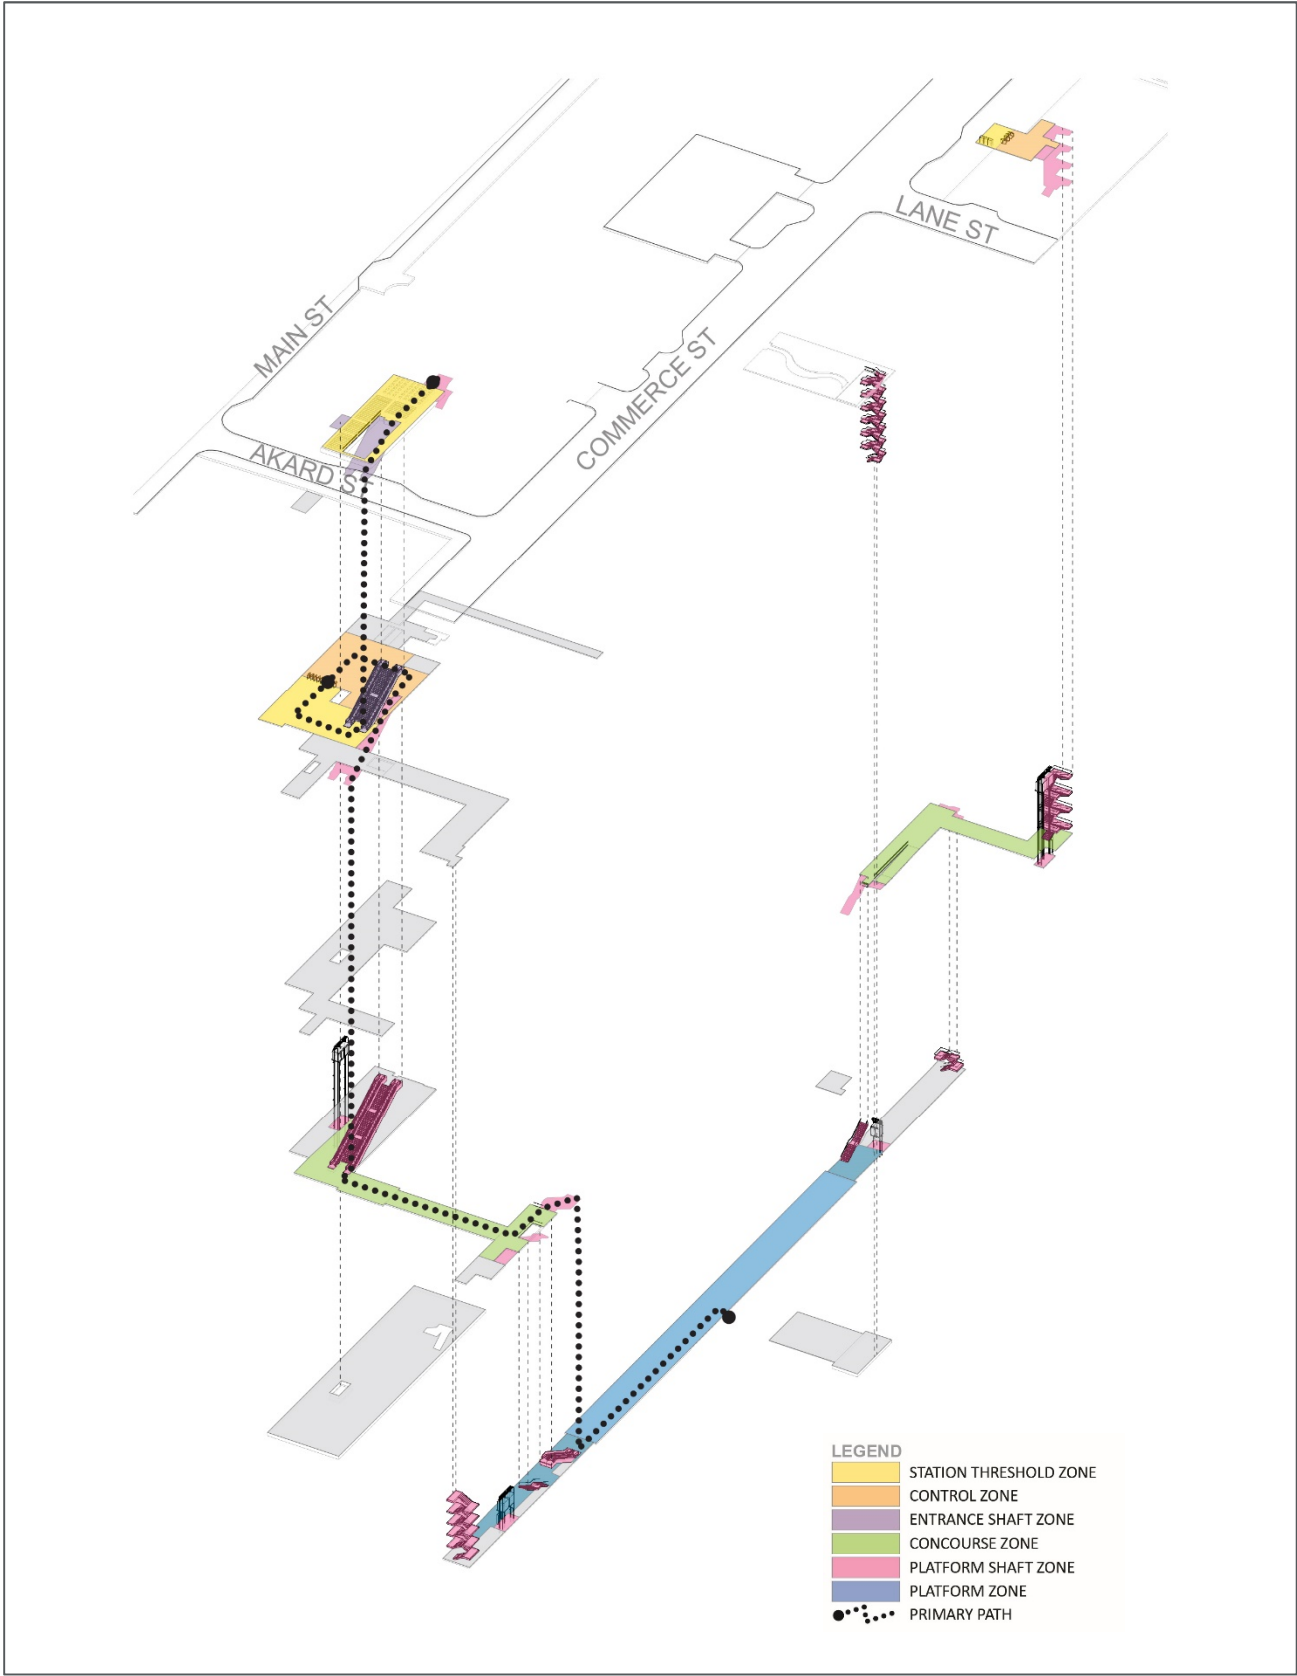 LANE ST
MAIN ST
COMMERCE ST
AKARD ST
LEGEND
STATION THRESHOLD ZONE
CONTROL ZONE
ENTRANCE SHAFT ZONE
CONCOURSE ZONE
PLATFORM SHAFT ZONE
PLATFORM ZONE
PRIMARY PATH